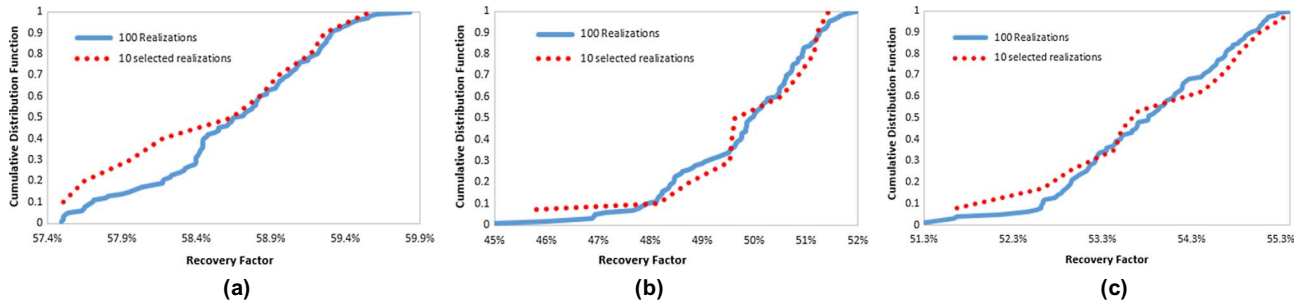 1
0.9
0.8
0.7
0.6
0.5
0.4
0.3
0.2
0.1
0
Cumulative Distribution Function
100 Realizations
10 selected realizations
57.4% 57.9% 58.4% 58.9% 59.4% 59.9%
Recovery Factor
(a)
1
0.9
0.8
0.7
0.6
0.5
0.4
0.3
0.2
0.1
0
Cumulative Distribution Function
100 Realizations
10 selected realizations
45% 46% 47% 48% 49% 50% 51% 52%
Recovery Factor
(b)
1
0.9
0.8
0.7
0.6
0.5
0.4
0.3
0.2
0.1
0
Cumulative Distribution Function
100 Realizations
10 selected realizations
51.3% 52.3% 53.3% 54.3% 55.3%
Recovery Factor
(c)